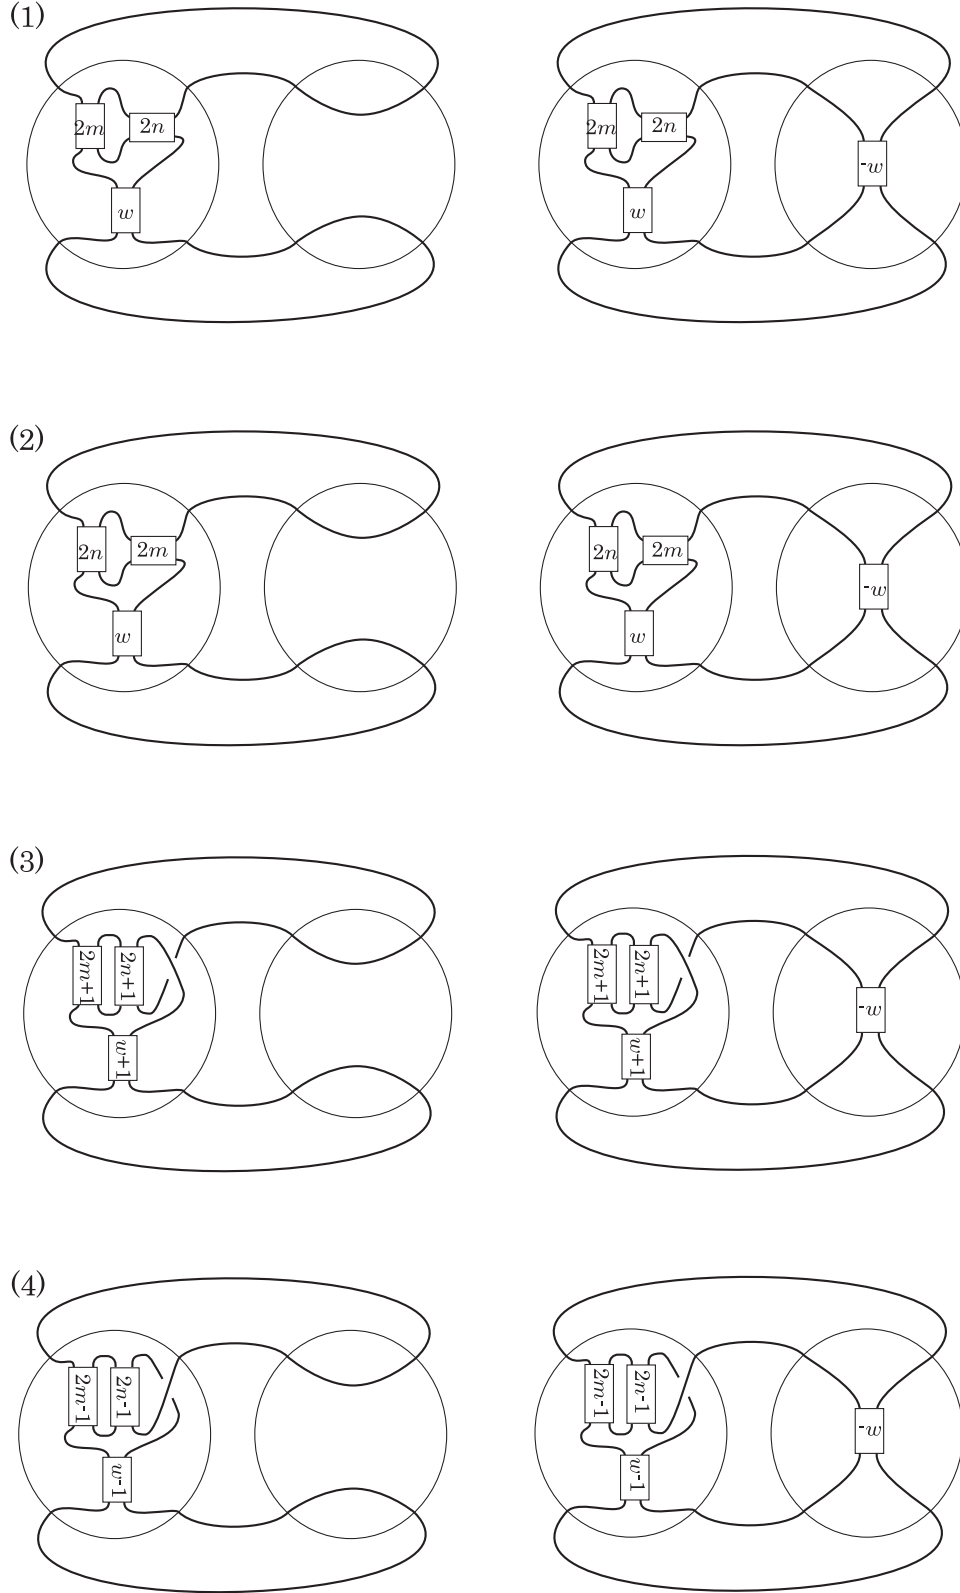 (1)
2m 2n w
2m 2n w -w
(2)
2n 2m w
2n 2m w -w
(3)
2m+1 2n+1 w+1
2m+1 2n+1 w+1 -w
(4)
2m-1 2n-1 w-1
2m-1 2n-1 w-1 -w